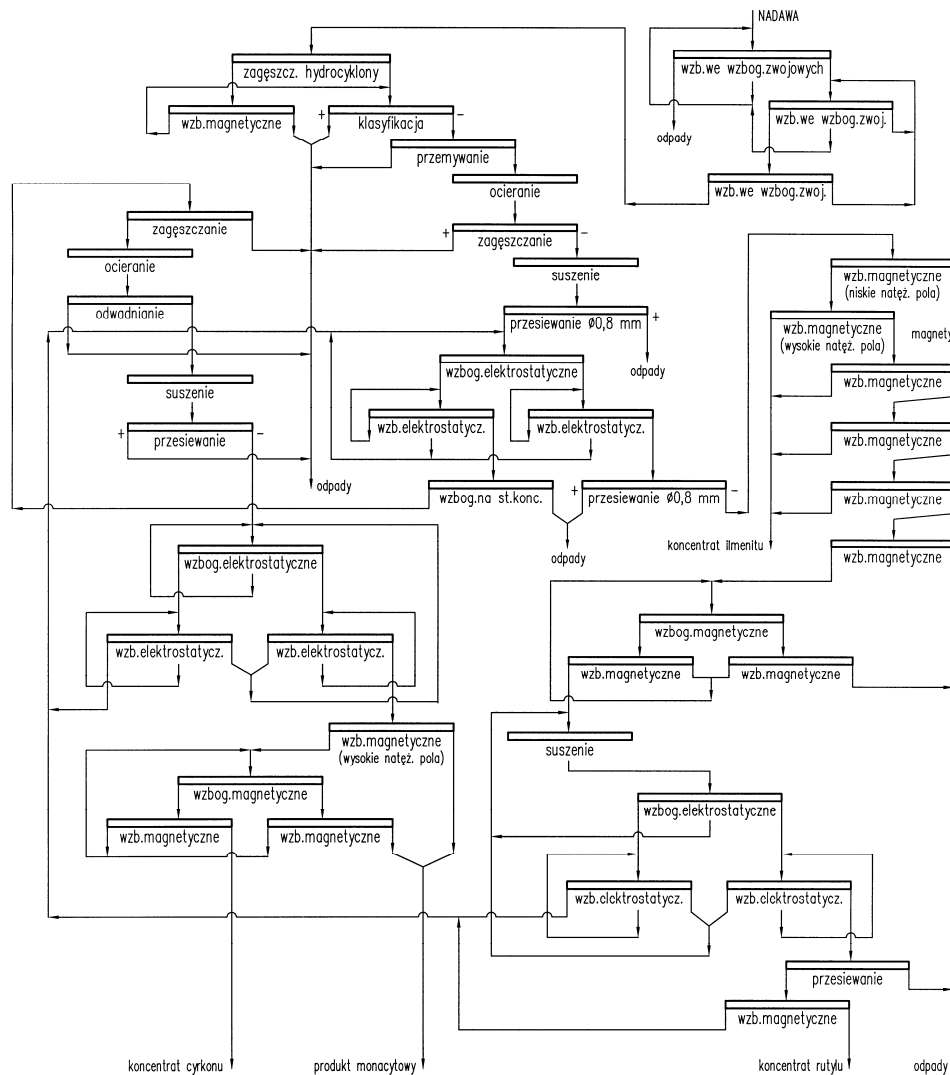 NADAWA
zagęszcz. hydrocyklony
wzb.we wzbog.zwojowych
wzb.magnetyczne
+
klasyfikacja
-
wzb.we wzbog.zwoj.
odpady
przemywanie
ocieranie
wzb.we wzbog.zwoj.
zagęszczanie
+
zagęszczanie
-
ocieranie
suszenie
wzb.magnetyczne
(niskie natęż. pola)
odwadnianie
przesiewanie ø0,8 mm
+
wzb.magnetyczne
(wysokie natęż. pola)
magnety
wzbog.elektrostatyczne
odpady
suszenie
wzb.magnetyczne
+
przesiewanie
-
wzb.elektrostatycz.
wzb.elektrostatycz.
wzb.magnetyczne
odpady
wzbog.na st.konc.
+
przesiewanie ø0,8 mm
-
wzb.magnetyczne
odpady
koncentrat ilmenitu
wzb.magnetyczne
wzbog.elektrostatyczne
wzbog.magnetyczne
wzb.elektrostatycz.
wzb.elektrostatycz.
wzb.magnetyczne
wzb.magnetyczne
wzb.magnetyczne
(wysokie natęż. pola)
suszenie
wzbog.magnetyczne
wzbog.elektrostatyczne
wzb.magnetyczne
wzb.magnetyczne
wzb.clcktrostatycz.
wzb.clcktrostatycz.
przesiewanie
wzb.magnetyczne
koncentrat cyrkonu
produkt monacytowy
koncentrat rutylu
odpady